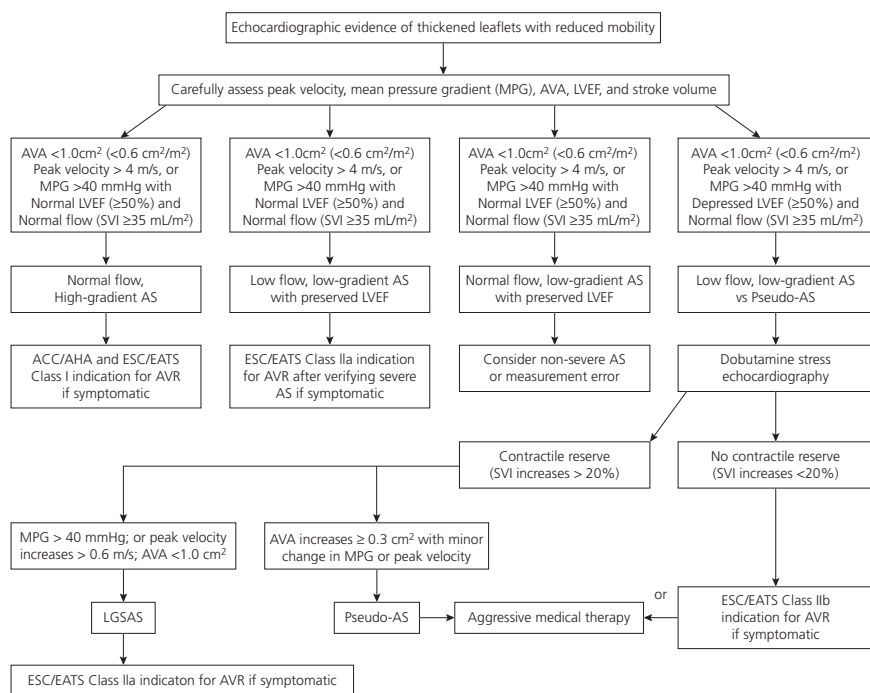 Echocardiographic evidence of thickened leaflets with reduced mobility
Carefully assess peak velocity, mean pressure gradient (MPG), AVA, LVEF, and stroke volume
AVA <1.0cm² (<0.6 cm²/m²)
Peak velocity > 4 m/s, or
MPG >40 mmHg with
Normal LVEF (≥50%) and
Normal flow (SVI ≥35 mL/m²)
AVA <1.0cm² (<0.6 cm²/m²)
Peak velocity > 4 m/s, or
MPG >40 mmHg with
Normal LVEF (≥50%) and
Normal flow (SVI ≥35 mL/m²)
AVA <1.0cm² (<0.6 cm²/m²)
Peak velocity > 4 m/s, or
MPG >40 mmHg with
Normal LVEF (≥50%) and
Normal flow (SVI ≥35 mL/m²)
AVA <1.0cm² (<0.6 cm²/m²)
Peak velocity > 4 m/s, or
MPG >40 mmHg with
Depressed LVEF (≥50%) and
Normal flow (SVI ≥35 mL/m²)
Normal flow,
High-gradient AS
Low flow, low-gradient AS
with preserved LVEF
Normal flow, low-gradient AS
with preserved LVEF
Low flow, low-gradient AS
vs Pseudo-AS
ACC/AHA and ESC/EATS
Class I indication for AVR
if symptomatic
ESC/EATS Class IIa indication
for AVR after verifying severe
AS if symptomatic
Consider non-severe AS
or measurement error
Dobutamine stress
echocardiography
Contractile reserve
(SVI increases > 20%)
No contractile reserve
(SVI increases <20%)
MPG > 40 mmHg; or peak velocity
increases > 0.6 m/s; AVA <1.0 cm²
AVA increases ≥ 0.3 cm² with minor
change in MPG or peak velocity
LGSAS
Pseudo-AS
Aggressive medical therapy
or
ESC/EATS Class IIb
indication for AVR
if symptomatic
ESC/EATS Class IIa indicaton for AVR if symptomatic